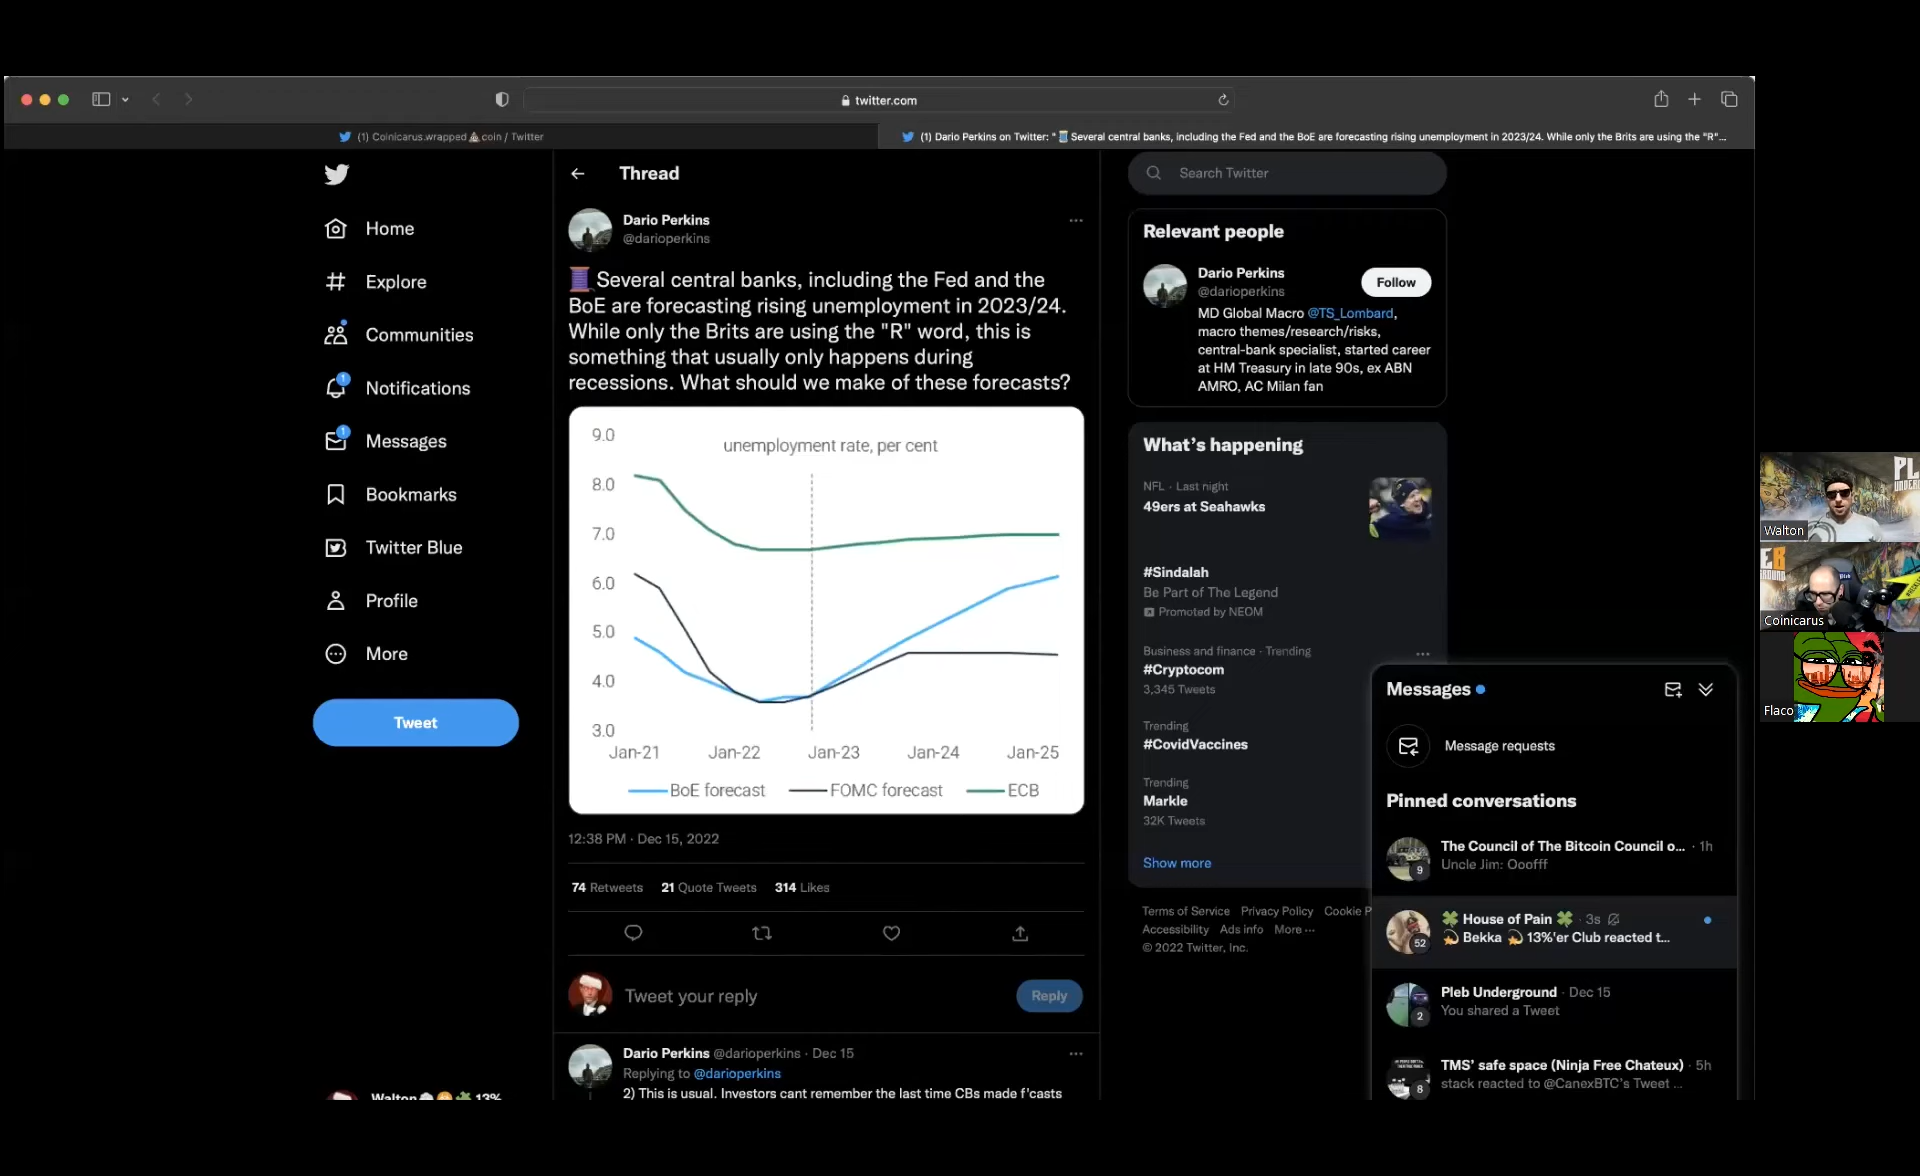 twitter.com
(1) Coinicarus.wrapped coin / Twitter
(1) Dario Perkins on Twitter: "🧵Several central banks, including the Fed and the BoE are forecasting rising unemployment in 2023/24. While only the Brits are using the "R"...
Home
Explore
Communities
1
Notifications
1
Messages
Bookmarks
Twitter Blue
Profile
More
Tweet
Walton 13%
Thread
Dario Perkins
@darioperkins
🧵Several central banks, including the Fed and the
BoE are forecasting rising unemployment in 2023/24.
While only the Brits are using the "R" word, this is
something that usually only happens during
recessions. What should we make of these forecasts?
unemployment rate, per cent
9.0
8.0
7.0
6.0
5.0
4.0
3.0
Jan-21 Jan-22 Jan-23 Jan-24 Jan-25
BoE forecast FOMC forecast ECB
12:38 PM · Dec 15, 2022
74 Retweets 21 Quote Tweets 314 Likes
Tweet your reply
Reply
Dario Perkins @darioperkins · Dec 15
Replying to @darioperkins
2) This is usual. Investors cant remember the last time CBs made f'casts
Search Twitter
Relevant people
Dario Perkins
@darioperkins
Follow
MD Global Macro @TS_Lombard,
macro themes/research/risks,
central-bank specialist, started career
at HM Treasury in late 90s, ex ABN
AMRO, AC Milan fan
What's happening
NFL · Last night
49ers at Seahawks
#Sindalah
Be Part of The Legend
Promoted by NEOM
Business and finance · Trending
#Cryptocom
3,345 Tweets
Trending
#CovidVaccines
Trending
Markle
32K Tweets
Show more
Terms of Service Privacy Policy Cookie P
Accessibility Ads info More ···
© 2022 Twitter, Inc.
Messages
Message requests
Pinned conversations
The Council of The Bitcoin Council o... · 1h
Uncle Jim: Ooofff
9
🍀 House of Pain 🍀 · 3s
💫 Bekka 💫 13%'er Club reacted t...
52
Pleb Underground · Dec 15
You shared a Tweet
2
TMS' safe space (Ninja Free Chateux) · 5h
stack reacted to @CanexBTC's Tweet ...
8
PL
UNDER
Walton
EB
ROUND
Coinicarus
Flaco